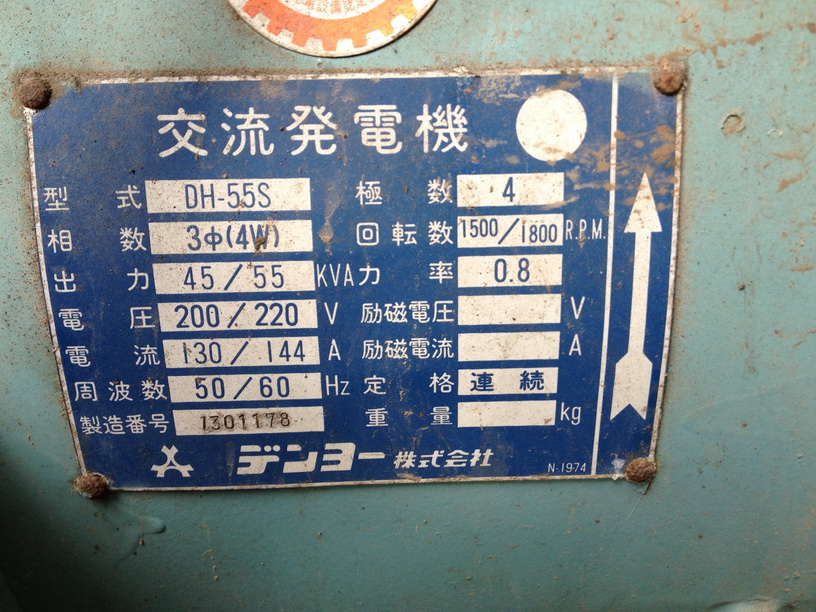 交流発電機
型式 DH-55S 極数 4
相数 3φ(4W) 回転数 1500/1800 R.P.M.
出力 45/55 KVA 力率 0.8
電圧 200/220 V 励磁電圧 V
電流 130/144 A 励磁電流 A
周波数 50/60 Hz 定格 連続
製造番号 1301178 重量 kg
デンヨー株式会社 N-1974